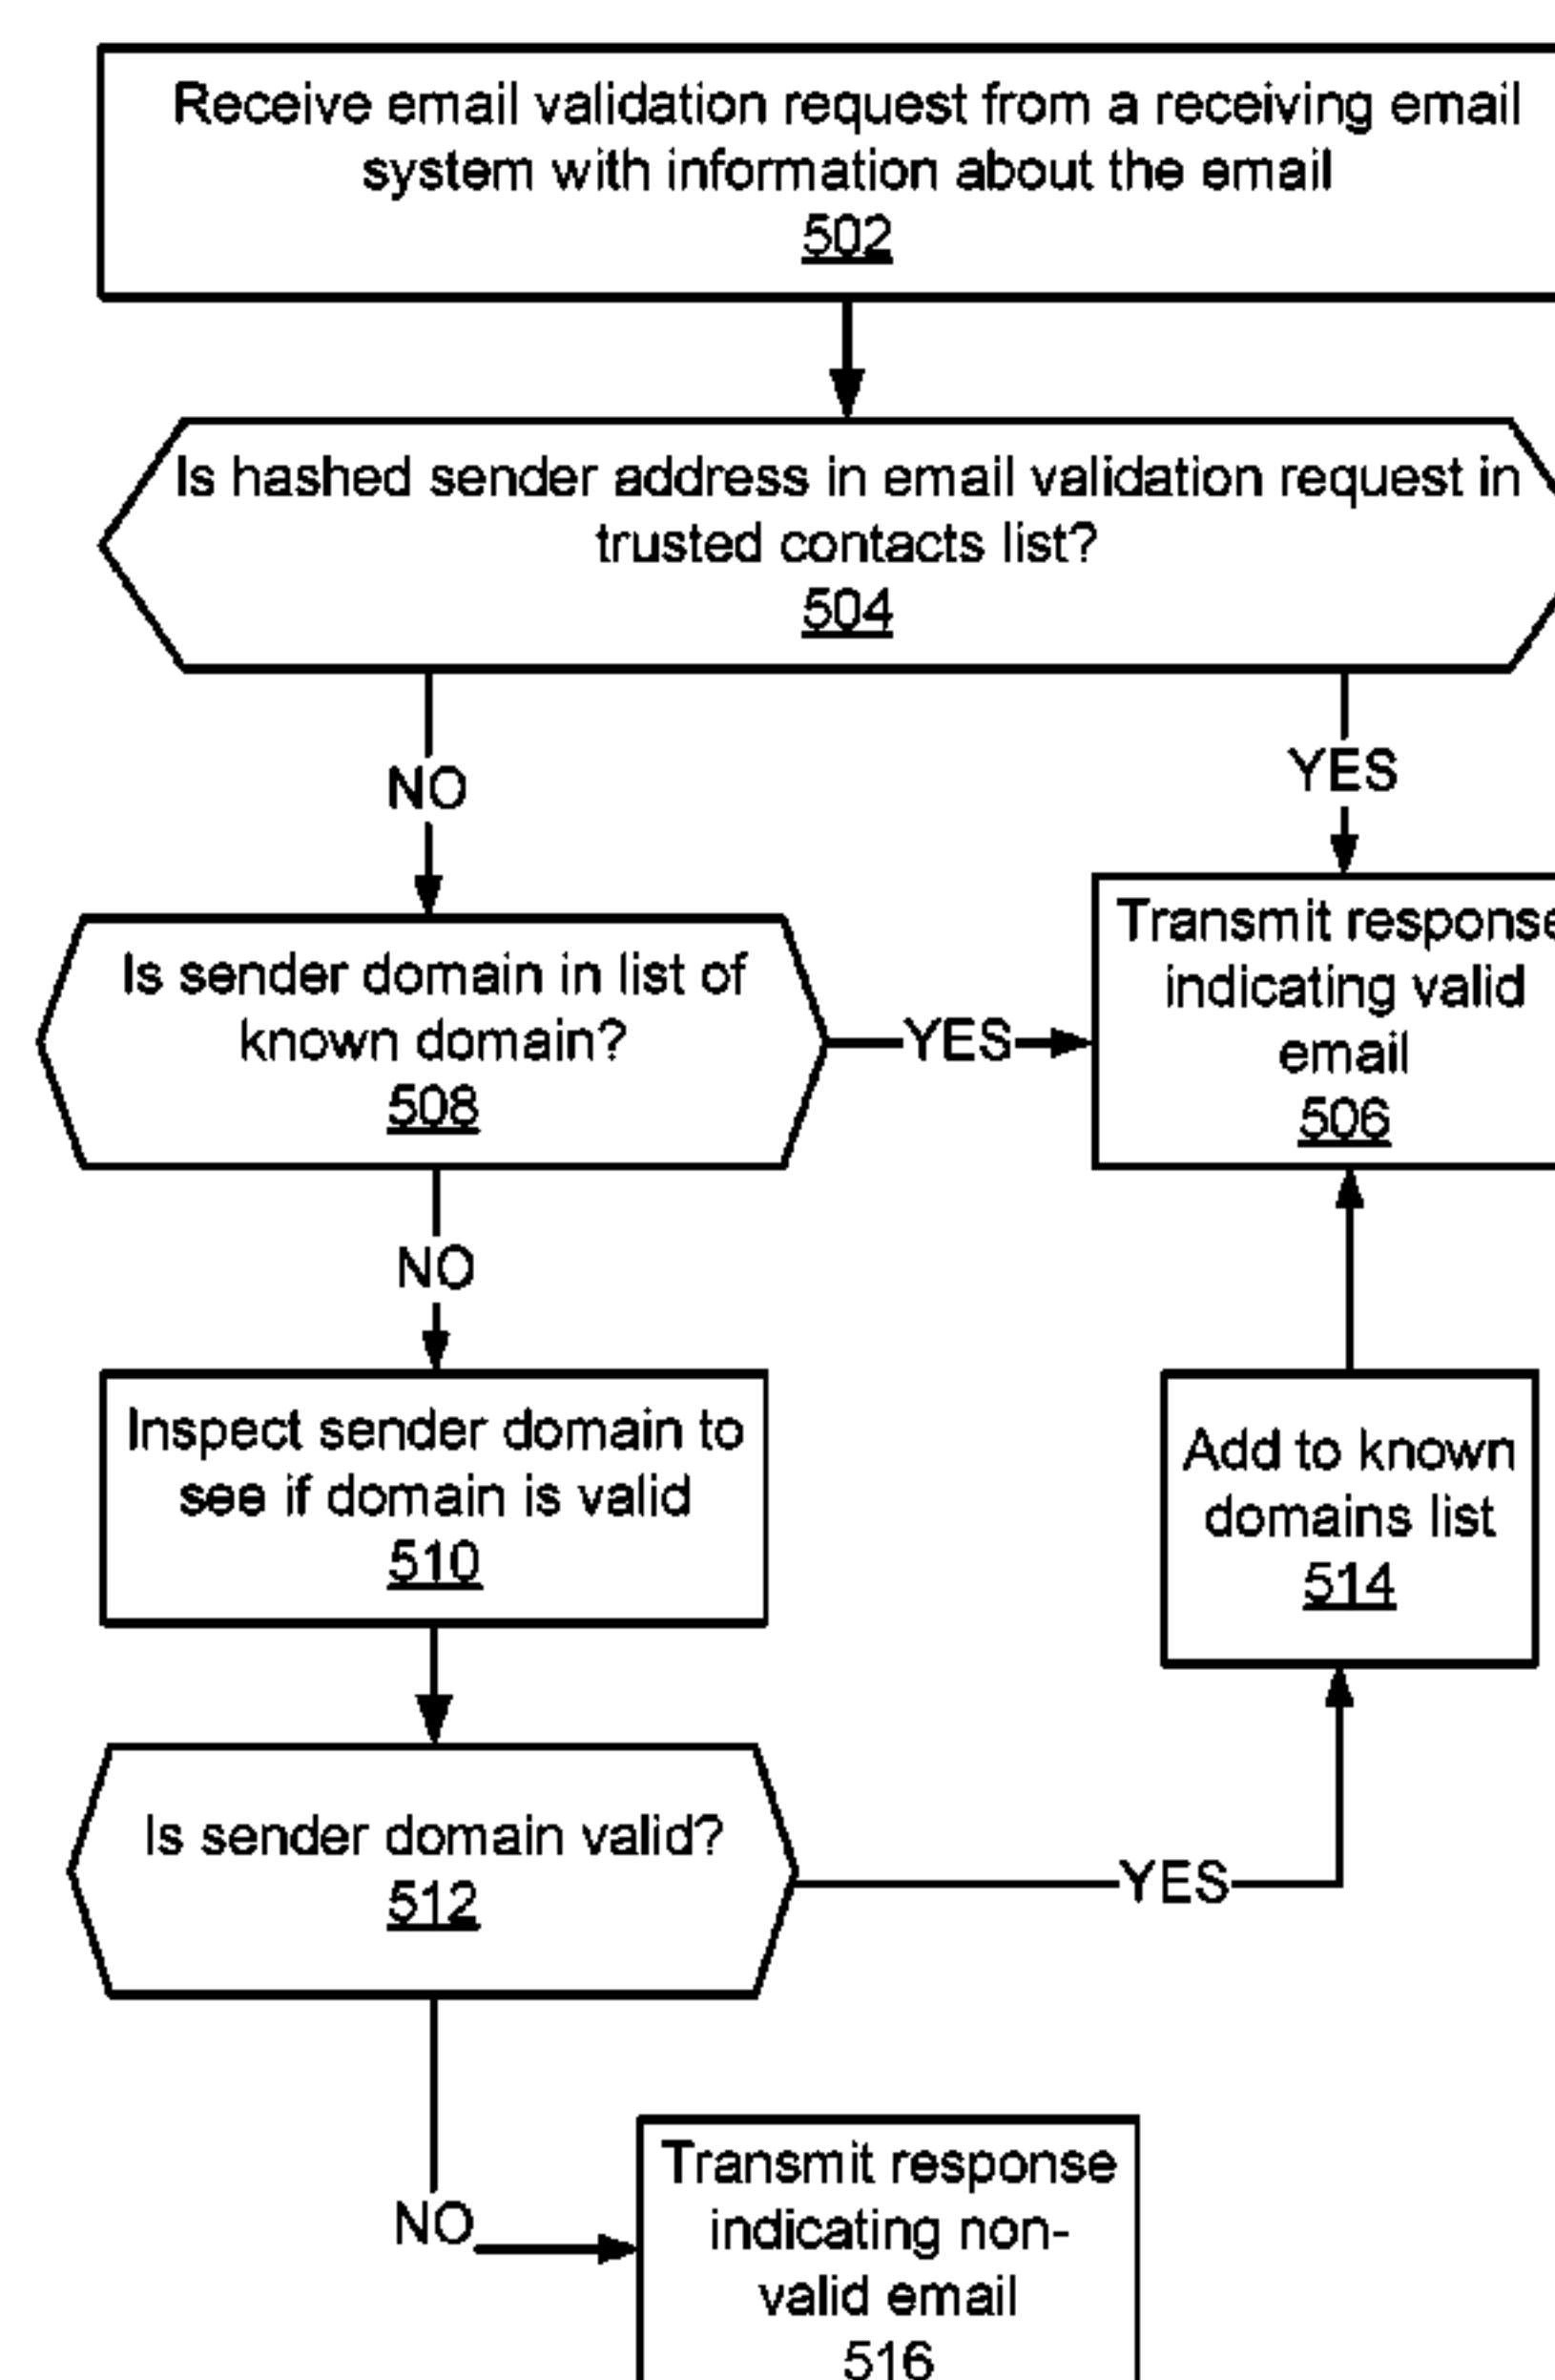 Receive email validation request from a receiving email
system with information about the email
502
Is hashed sender address in email validation request in
trusted contacts list?
504
NO
YES
Is sender domain in list of
known domain?
508
YES
Transmit response
indicating valid
email
506
NO
Inspect sender domain to
see if domain is valid
510
Add to known
domains list
514
Is sender domain valid?
512
YES
NO
Transmit response
indicating non-
valid email
516